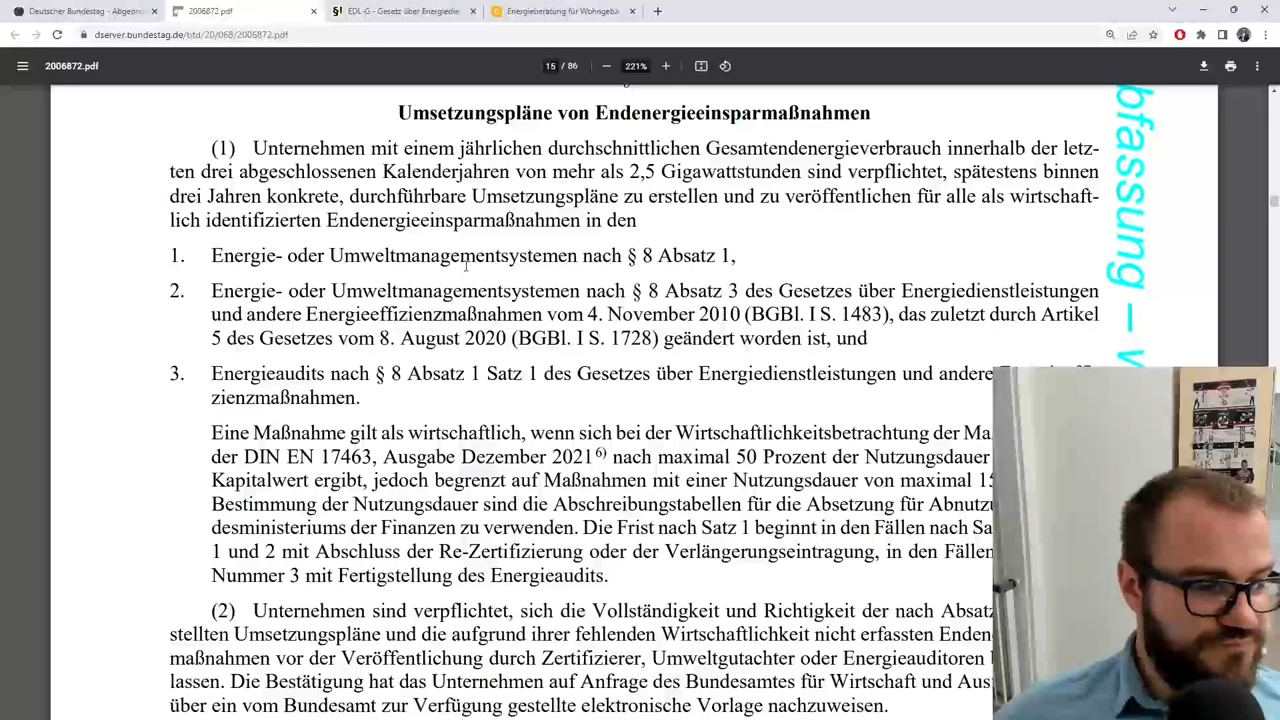 Deutscher Bundestag - Abgeor
2006872.pdf
EDL-G - Gesetz über Energiedie
Energieberatung für Wohngebä
dserver.bundestag.de/btd/20/068/2006872.pdf
2006872.pdf
15 / 86
221%
Umsetzungspläne von Endenergieeinsparmaßnahmen
(1) Unternehmen mit einem jährlichen durchschnittlichen Gesamtendenergieverbrauch innerhalb der letz-
ten drei abgeschlossenen Kalenderjahren von mehr als 2,5 Gigawattstunden sind verpflichtet, spätestens binnen
drei Jahren konkrete, durchführbare Umsetzungspläne zu erstellen und zu veröffentlichen für alle als wirtschaft-
lich identifizierten Endenergieeinsparmaßnahmen in den
1. Energie- oder Umweltmanagementsystemen nach § 8 Absatz 1,
2. Energie- oder Umweltmanagementsystemen nach § 8 Absatz 3 des Gesetzes über Energiedienstleistungen
und andere Energieeffizienzmaßnahmen vom 4. November 2010 (BGBl. I S. 1483), das zuletzt durch Artikel
5 des Gesetzes vom 8. August 2020 (BGBl. I S. 1728) geändert worden ist, und
3. Energieaudits nach § 8 Absatz 1 Satz 1 des Gesetzes über Energiedienstleistungen und andere
zienzmaßnahmen.
Eine Maßnahme gilt als wirtschaftlich, wenn sich bei der Wirtschaftlichkeitsbetrachtung der Ma
der DIN EN 17463, Ausgabe Dezember 2021⁶⁾ nach maximal 50 Prozent der Nutzungsdauer
Kapitalwert ergibt, jedoch begrenzt auf Maßnahmen mit einer Nutzungsdauer von maximal 15
Bestimmung der Nutzungsdauer sind die Abschreibungstabellen für die Absetzung für Abnutz
desministeriums der Finanzen zu verwenden. Die Frist nach Satz 1 beginnt in den Fällen nach Sa
1 und 2 mit Abschluss der Re-Zertifizierung oder der Verlängerungseintragung, in den Fällen
Nummer 3 mit Fertigstellung des Energieaudits.
(2) Unternehmen sind verpflichtet, sich die Vollständigkeit und Richtigkeit der nach Absatz
stellten Umsetzungspläne und die aufgrund ihrer fehlenden Wirtschaftlichkeit nicht erfassten Enden
maßnahmen vor der Veröffentlichung durch Zertifizierer, Umweltgutachter oder Energieauditoren b
lassen. Die Bestätigung hat das Unternehmen auf Anfrage des Bundesamtes für Wirtschaft und Aus
über ein vom Bundesamt zur Verfügung gestellte elektronische Vorlage nachzuweisen.
bfassung – v